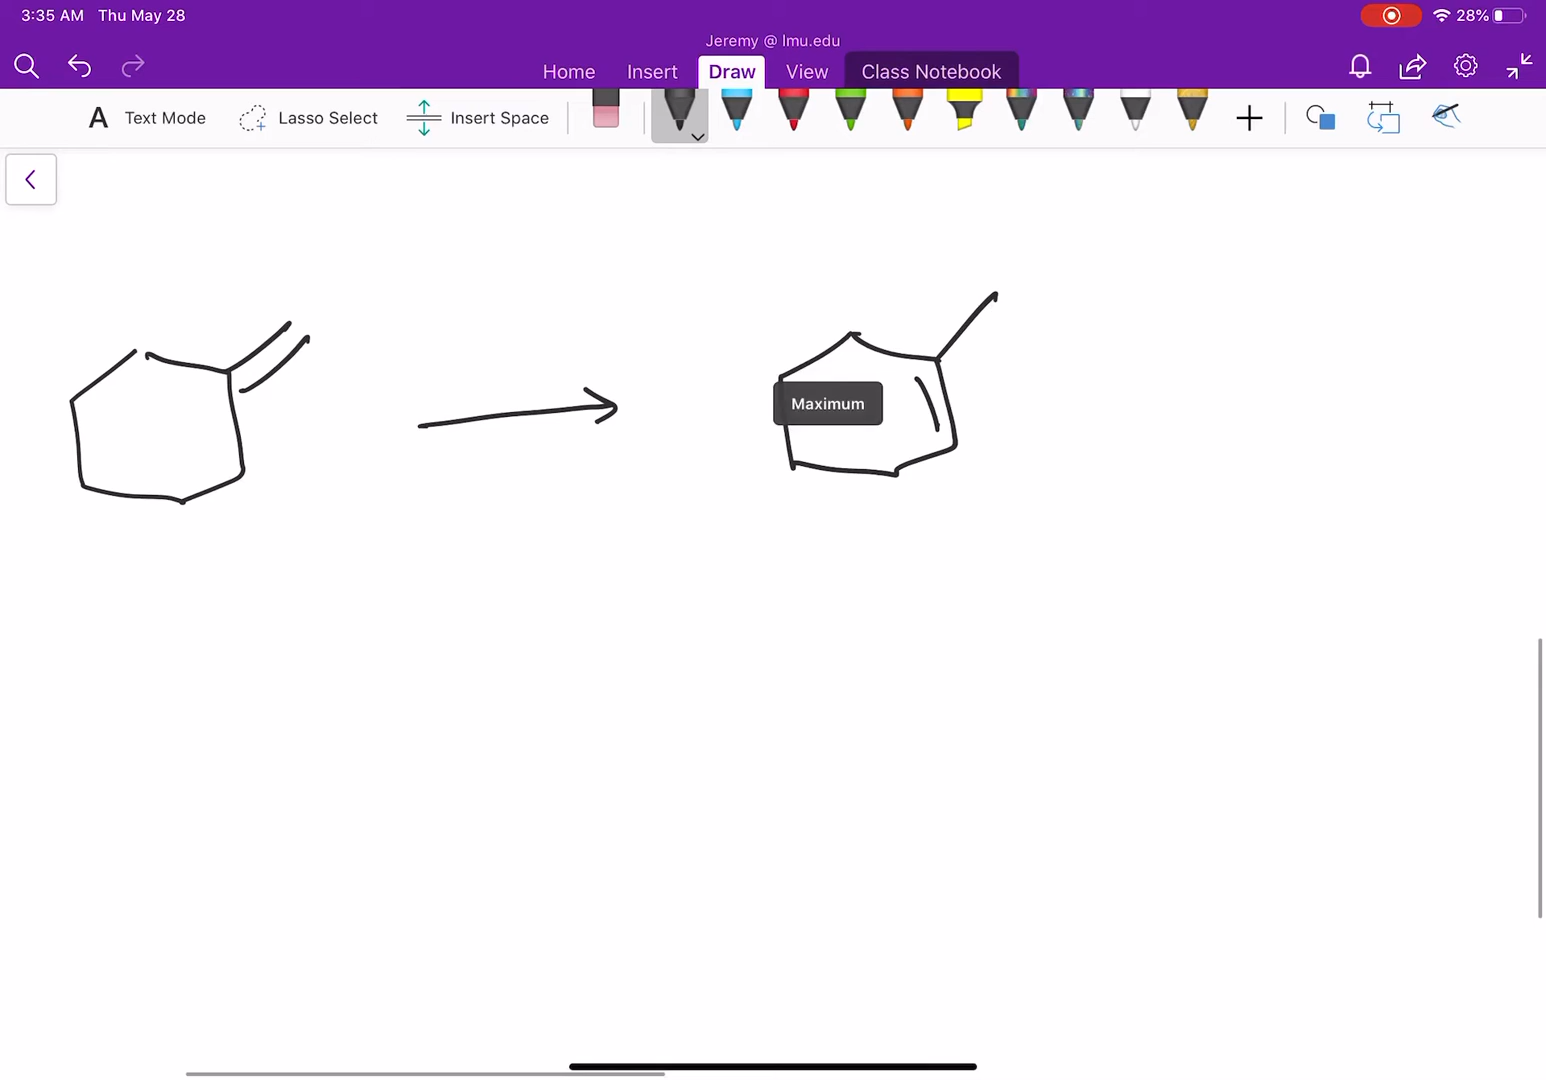 3:35 AM Thu May 28
28%
Jeremy @ lmu.edu
Home Insert Draw View Class Notebook
A Text Mode Lasso Select Insert Space
Maximum